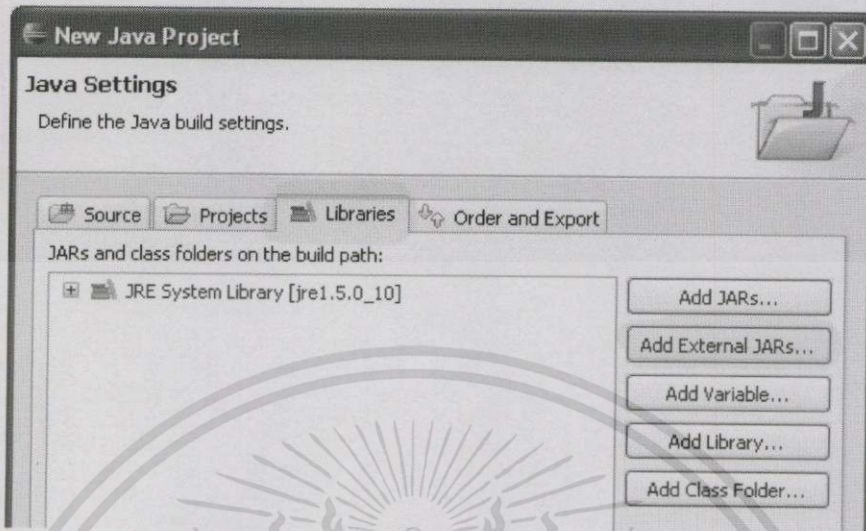 New Java Project
Java Settings
Define the Java build settings.
Source Projects Libraries Order and Export
JARs and class folders on the build path:
JRE System Library [jre1.5.0_10]
Add JARs...
Add External JARs...
Add Variable...
Add Library...
Add Class Folder...